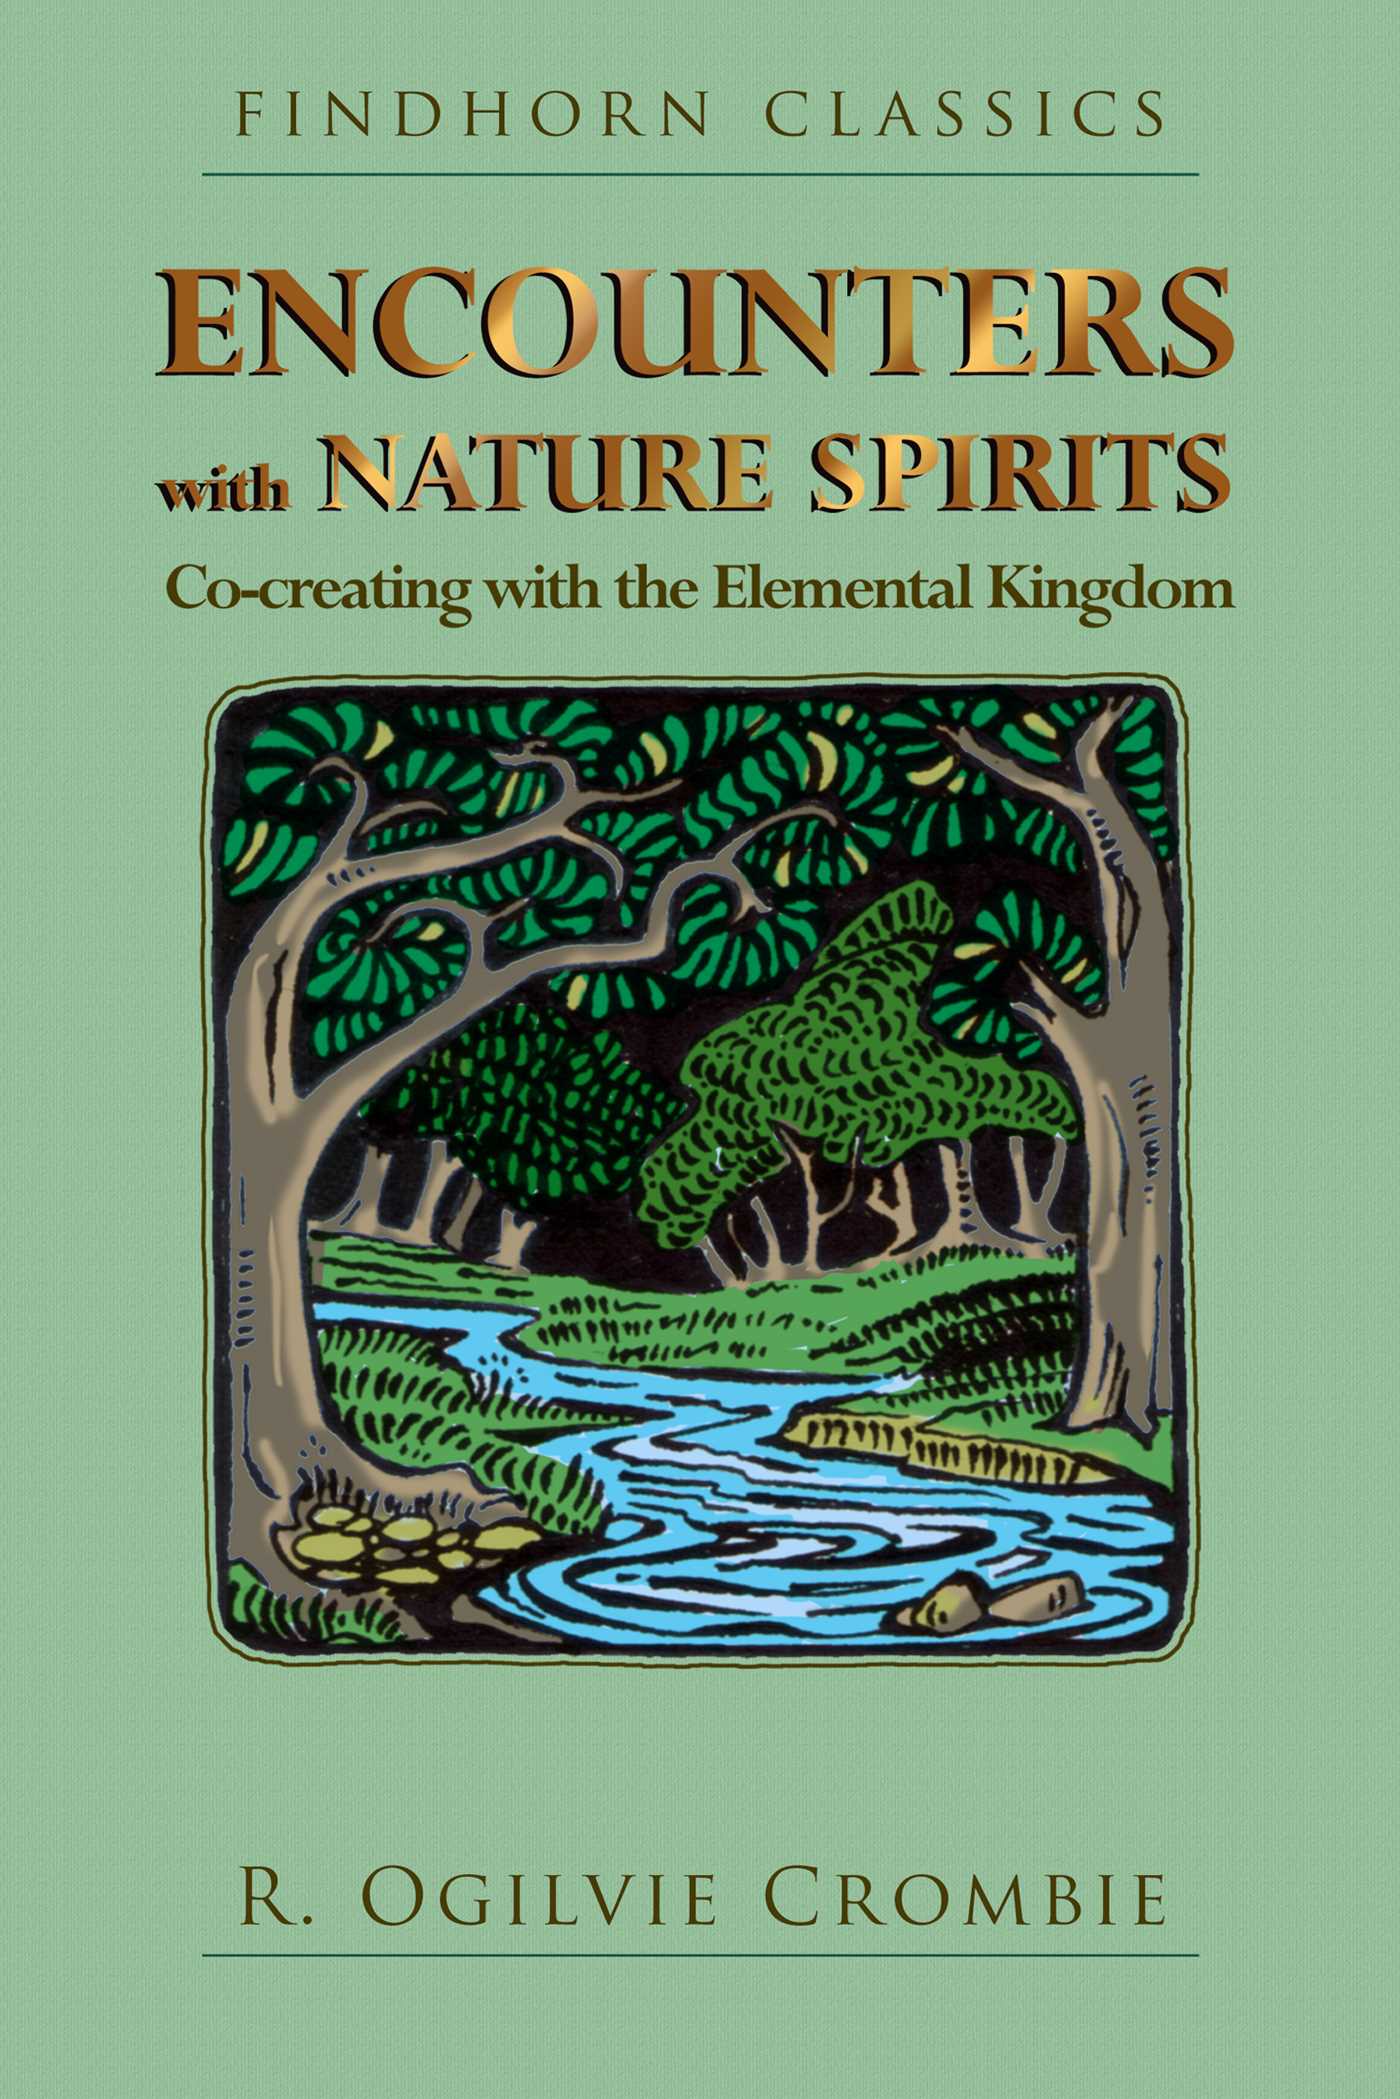 FINDHORN CLASSICS
ENCOUNTERS
with NATURE SPIRITS
Co-creating with the Elemental Kingdom
R. OGILVIE CROMBIE